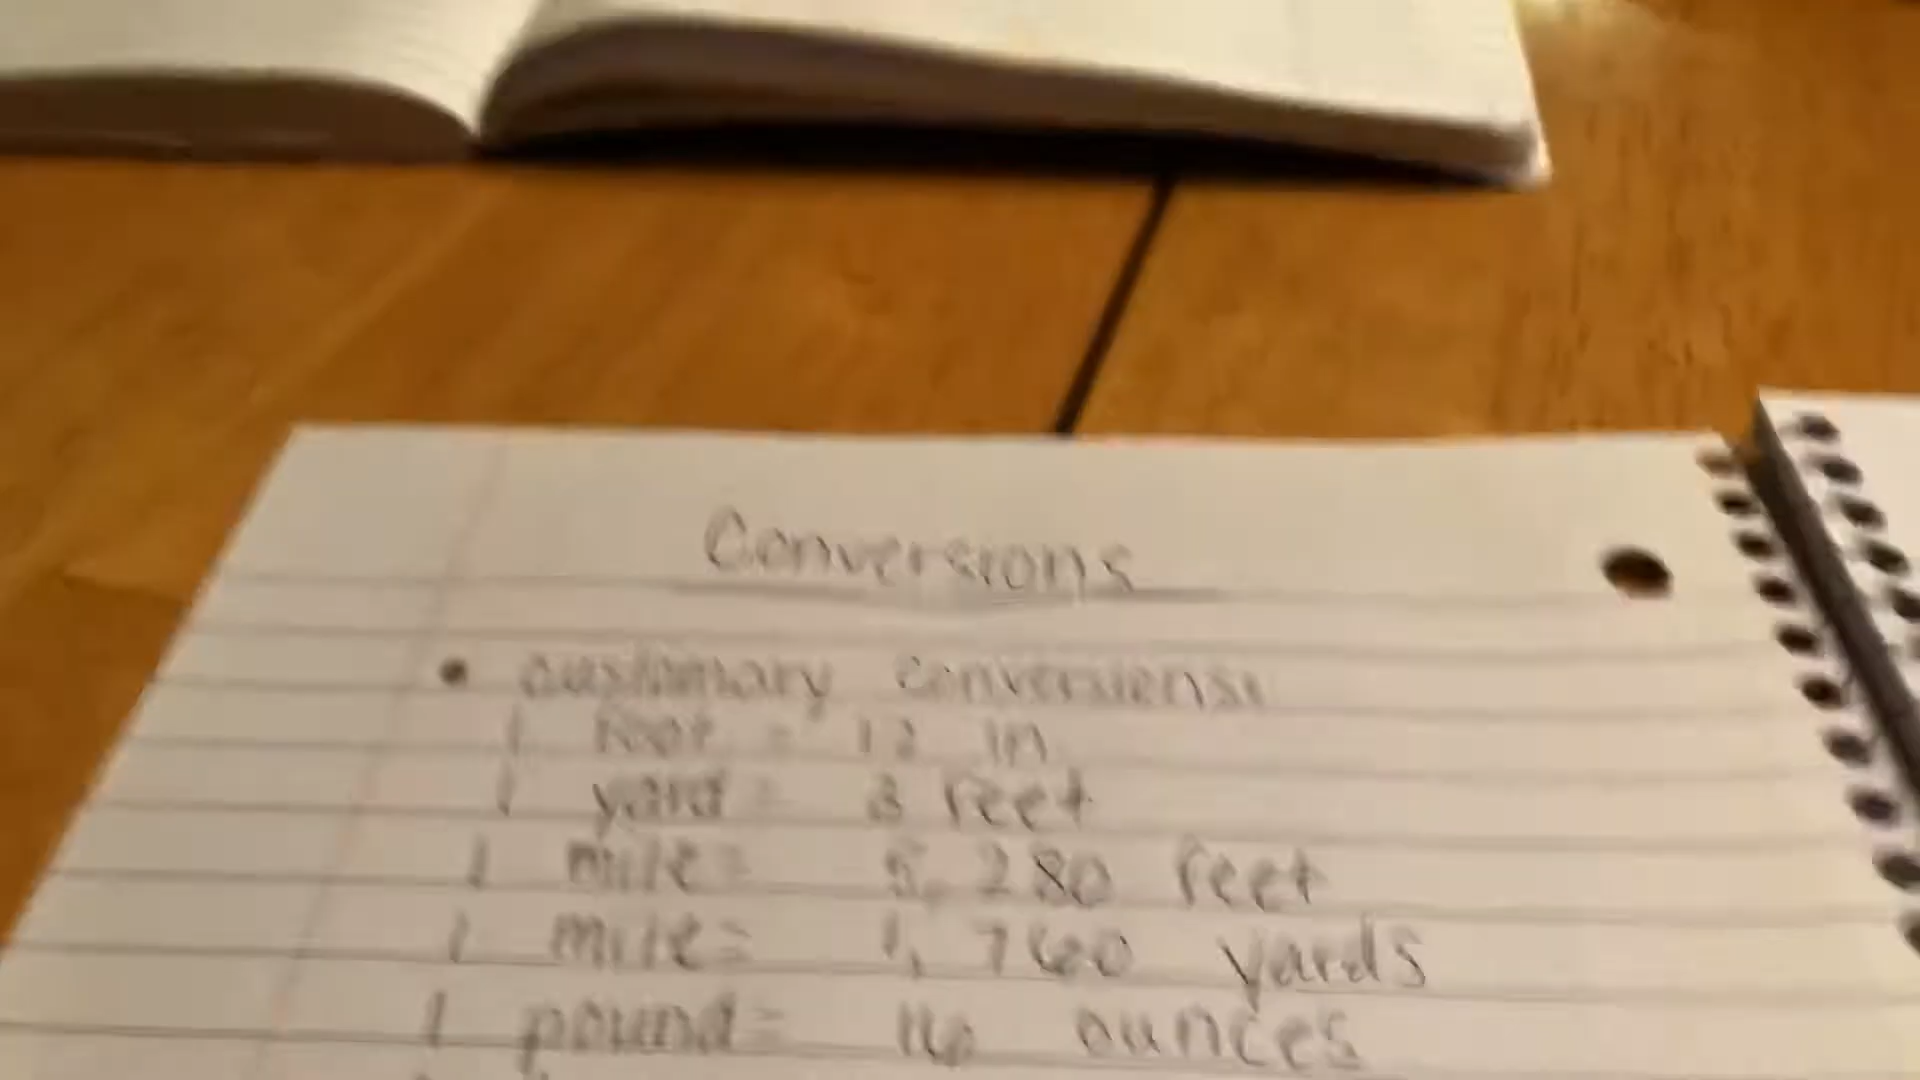 Conversions
• customary conversions:
1 foot = 12 in
1 yard = 3 feet
1 mile = 5,280 feet
1 mile = 1,760 yards
1 pound = 16 ounces